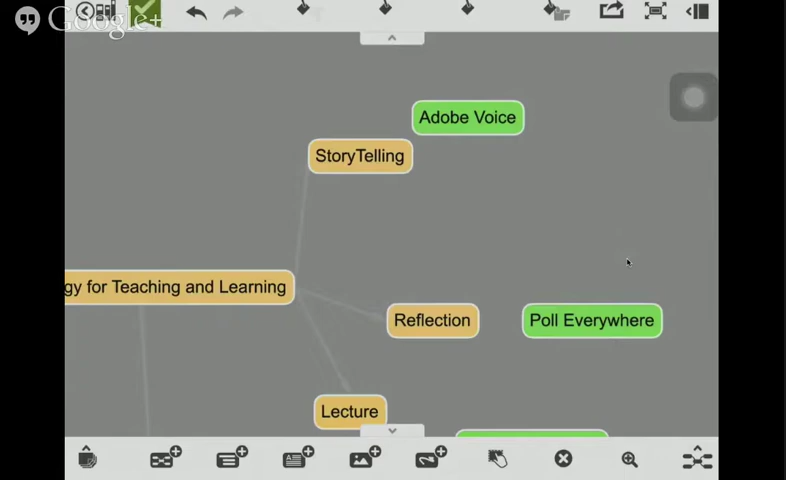 Google+
Adobe Voice
StoryTelling
gy for Teaching and Learning
Reflection
Poll Everywhere
Lecture